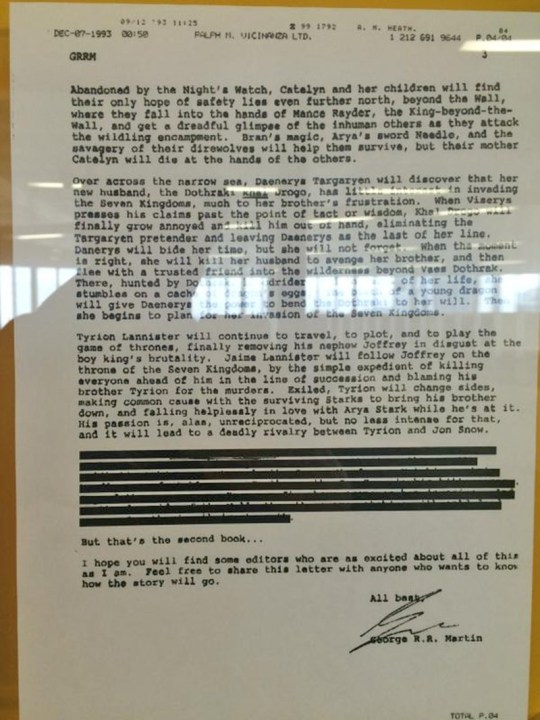 09/12 '93 11:25
☎ 99 1792
A. M. HEATH.
04
DEC-07-1993 00:50
RALPH M. VICINANZA LTD.
1 212 691 9644 P.04/04
GRRM
3
Abandoned by the Night's Watch, Catelyn and her children will find
their only hope of safety lies even further north, beyond the Wall,
where they fall into the hands of Mance Rayder, the King-beyond-the-
Wall, and get a dreadful glimpse of the inhuman others as they attack
the wildling encampment. Bran's magic, Arya's sword Needle, and the
savagery of their direwolves will help them survive, but their mother
Catelyn will die at the hands of the others.
Over across the narrow sea, Daenerys Targaryen will discover that her
new husband, the Dothraki Khal Drogo, has little interest in invading
the Seven Kingdoms, much to her brother's frustration. When Viserys
presses his claims past the point of tact or wisdom, Khal Drogo will
finally grow annoyed and kill him out of hand, eliminating the
Targaryen pretender and leaving Daenerys as the last of her line.
Danerys will bide her time, but she will not forget. When the moment
is right, she will kill her husband to avenge her brother, and then
flee with a trusted friend into the wilderness beyond Vaes Dothrak.
There, hunted by of her life, she
stumbles on a cache of eggs of a young dragon
will give Daenerys the power to bend the Dothraki to her will. Then
she begins to plan for her invasion of the Seven Kingdoms.
Tyrion Lannister will continue to travel, to plot, and to play the
game of thrones, finally removing his nephew Joffrey in disgust at the
boy king's brutality. Jaime Lannister will follow Joffrey on the
throne of the Seven Kingdoms, by the simple expedient of killing
everyone ahead of him in the line of succession and blaming his
brother Tyrion for the murders. Exiled, Tyrion will change sides,
making common cause with the surviving Starks to bring his brother
down, and falling helplessly in love with Arya Stark while he's at it.
His passion is, alas, unreciprocated, but no less intense for that,
and it will lead to a deadly rivalry between Tyrion and Jon Snow.
But that's the second book...
I hope you will find some editors who are as excited about all of this
as I am. Feel free to share this letter with anyone who wants to know
how the story will go.
All best,
George R.R. Martin
TOTAL P.04